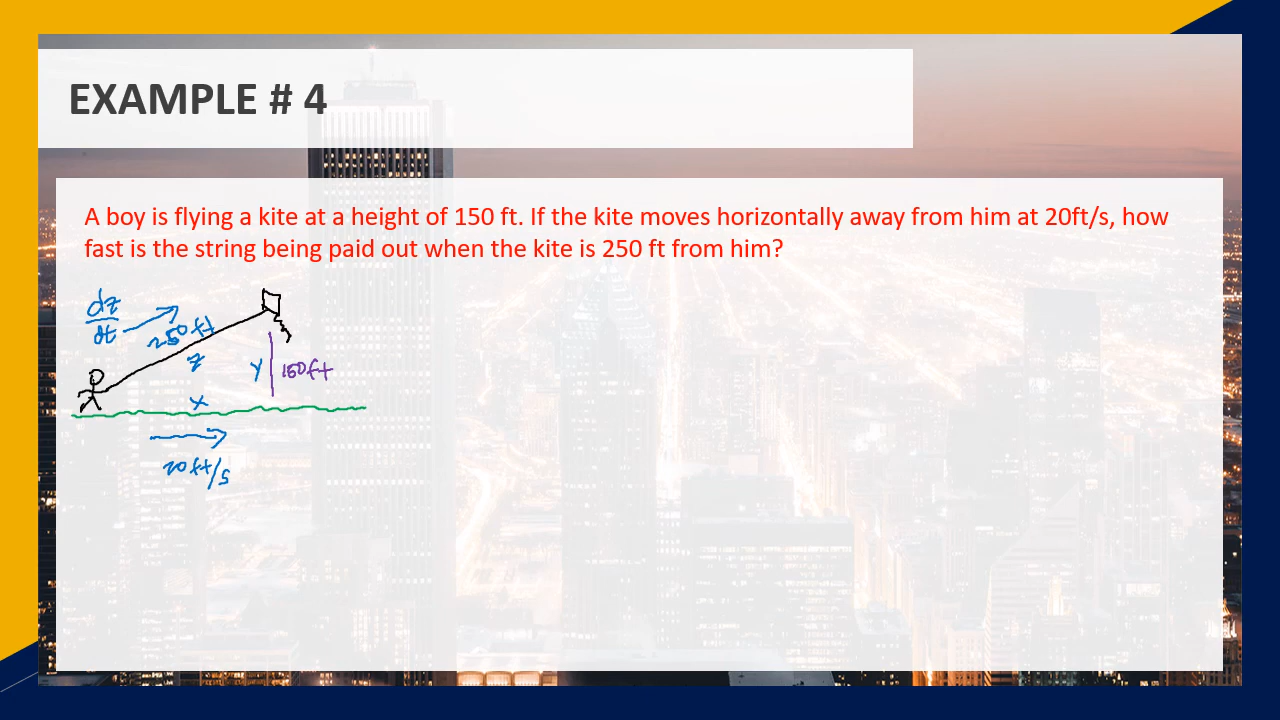 EXAMPLE # 4
A boy is flying a kite at a height of 150 ft. If the kite moves horizontally away from him at 20ft/s, how
fast is the string being paid out when the kite is 250 ft from him?
dz
dt
250 ft
z
y 150ft
x
20 ft/s